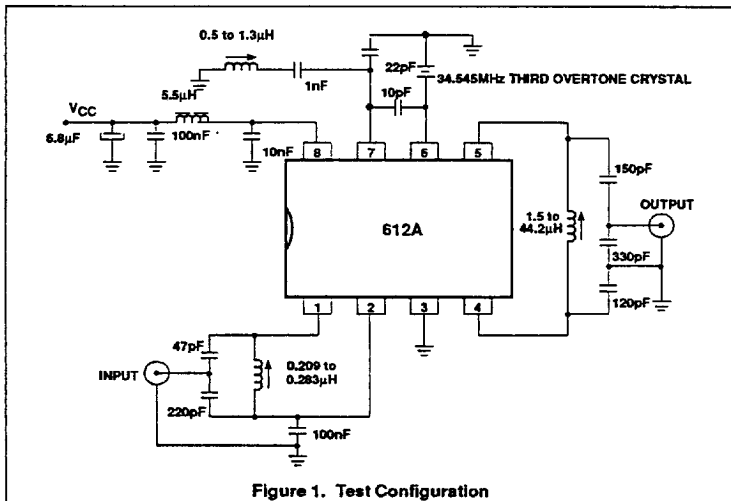 0.5 to 1.3µH
1nF
22pF
34.545MHz THIRD OVERTONE CRYSTAL
5.5µH
10pF
VCC
6.8µF
100nF
10nF
8
7
6
5
150pF
OUTPUT
612A
1.5 to
44.2µH
330pF
120pF
1
2
3
4
47pF
INPUT
0.209 to
0.283µH
220pF
100nF
Figure 1. Test Configuration